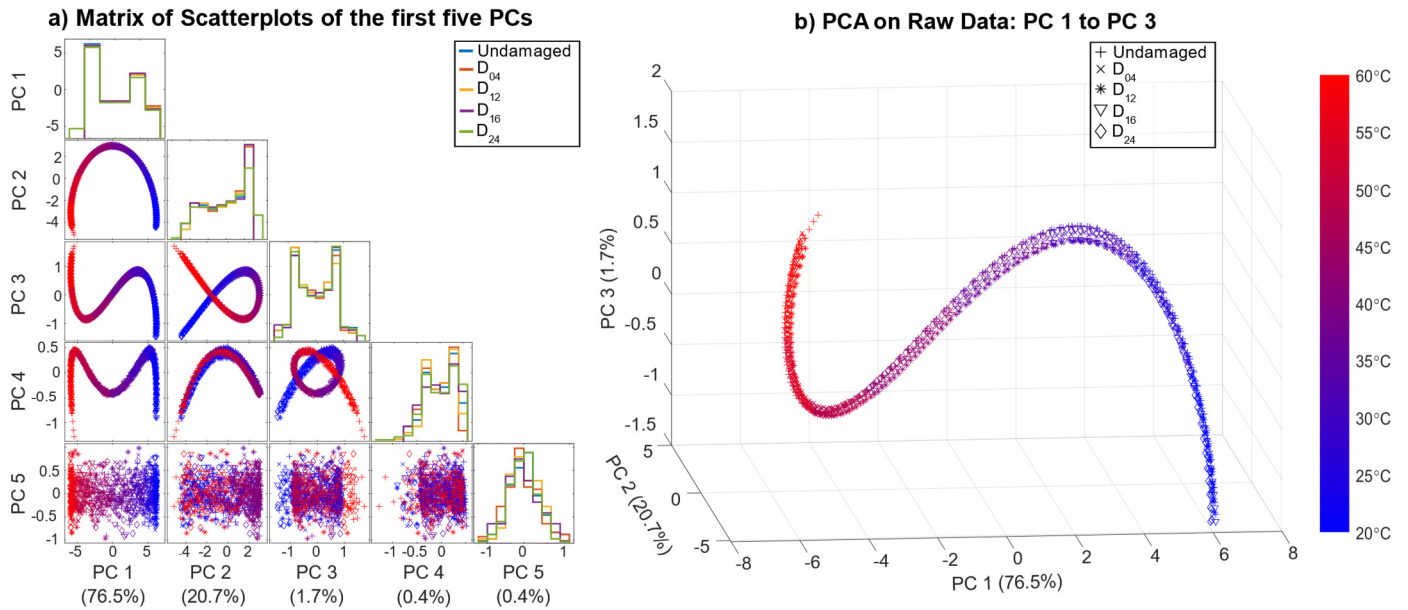 a) Matrix of Scatterplots of the first five PCs
Undamaged
D04
D12
D16
D24
PC 1
5
0
-5
PC 2
2
0
-2
-4
PC 3
1
0
-1
PC 4
0.5
0
-0.5
-1
PC 5
0.5
0
-0.5
-1
-5 0 5
-4 -2 0 2
-1 0 1
-1 -0.5 0
-1 0 1
PC 1 PC 2 PC 3 PC 4 PC 5
(76.5%) (20.7%) (1.7%) (0.4%) (0.4%)
b) PCA on Raw Data: PC 1 to PC 3
Undamaged
D04
D12
D16
D24
PC 3 (1.7%)
2
1.5
1
0.5
0
-0.5
-1
-1.5
PC 2 (20.7%)
5
0
-5
-8 -6 -4 -2 0 2 4 6 8
PC 1 (76.5%)
60°C
55°C
50°C
45°C
40°C
35°C
30°C
25°C
20°C